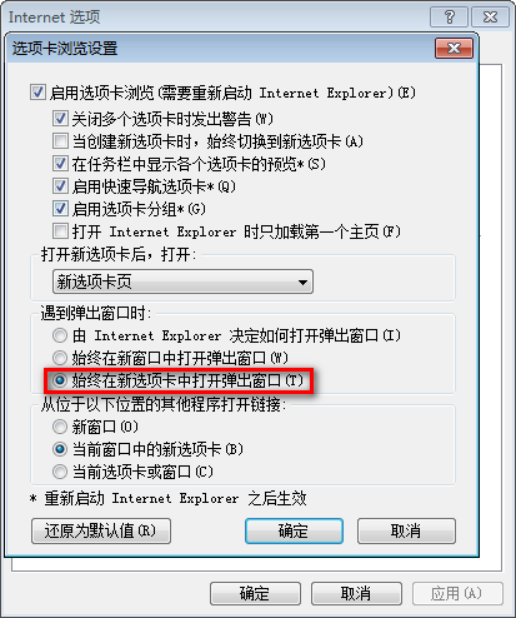 Internet 选项
选项卡浏览设置
启用选项卡浏览(需要重新启动 Internet Explorer)(E)
关闭多个选项卡时发出警告(W)
当创建新选项卡时，始终切换到新选项卡(A)
在任务栏中显示各个选项卡的预览*(S)
启用快速导航选项卡*(Q)
启用选项卡分组*(G)
打开 Internet Explorer 时只加载第一个主页(F)
打开新选项卡后，打开:
新选项卡页
遇到弹出窗口时:
由 Internet Explorer 决定如何打开弹出窗口(I)
始终在新窗口中打开弹出窗口(W)
始终在新选项卡中打开弹出窗口(T)
从位于以下位置的其他程序打开链接:
新窗口(O)
当前窗口中的新选项卡(B)
当前选项卡或窗口(C)
* 重新启动 Internet Explorer 之后生效
还原为默认值(R) 确定 取消
确定 取消 应用(A)